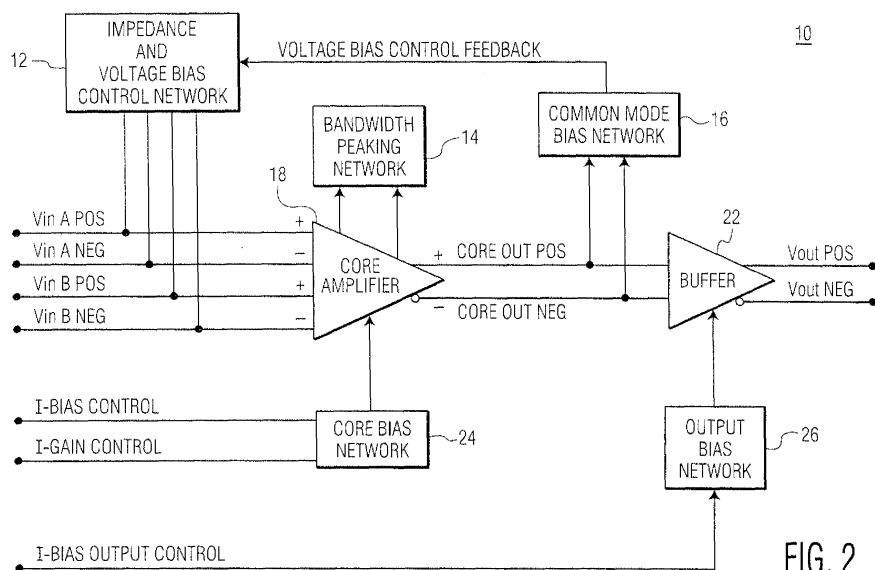 IMPEDANCE
AND
VOLTAGE BIAS
CONTROL NETWORK
12
VOLTAGE BIAS CONTROL FEEDBACK
10
BANDWIDTH
PEAKING
NETWORK
14
COMMON MODE
BIAS NETWORK
16
18
22
Vin A POS
+
Vin A NEG
−
Vin B POS
+
Vin B NEG
−
CORE
AMPLIFIER
+
CORE OUT POS
−
CORE OUT NEG
BUFFER
Vout POS
Vout NEG
I-BIAS CONTROL
I-GAIN CONTROL
CORE BIAS
NETWORK
24
OUTPUT
BIAS
NETWORK
26
I-BIAS OUTPUT CONTROL
FIG. 2